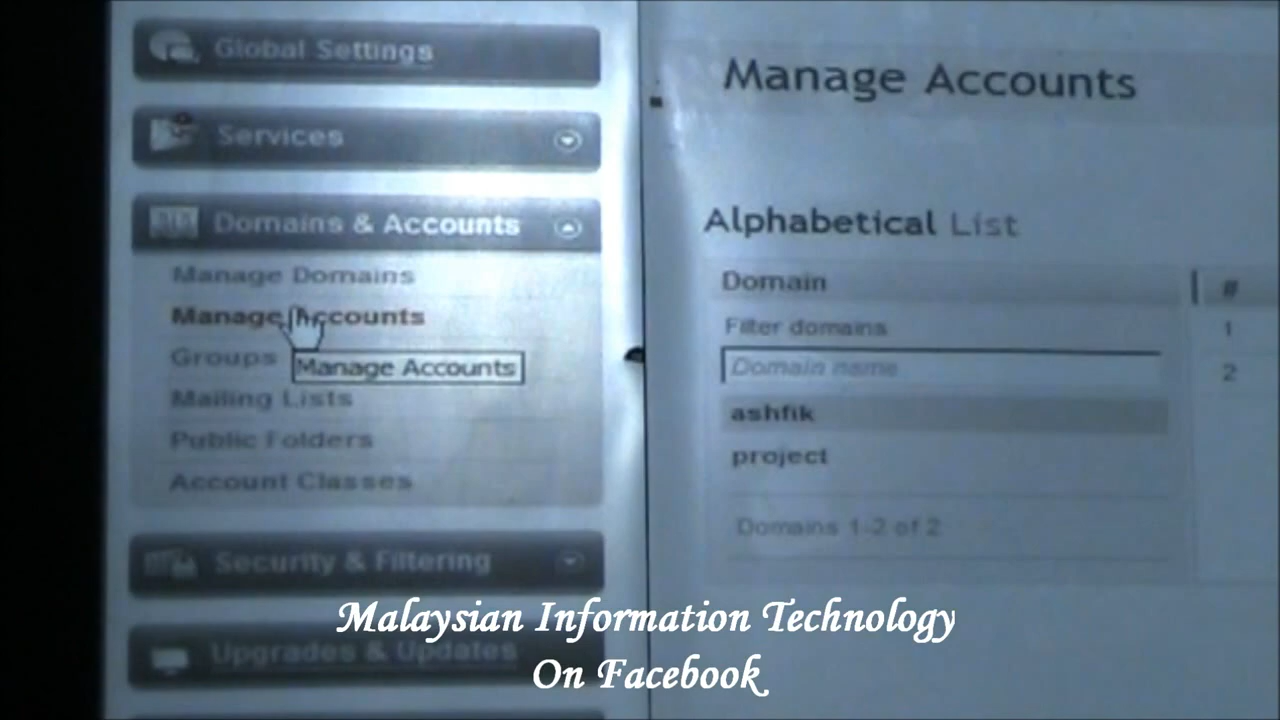 Global Settings
Services
Domains & Accounts
Manage Domains
Manage Accounts
Groups
Manage Accounts
Mailing Lists
Public Folders
Account Classes
Security & Filtering
Upgrades & Updates
Manage Accounts
Alphabetical List
Domain
#
Filter domains
1
Domain name
2
ashfik
project
Domains 1-2 of 2
Malaysian Information Technology
On Facebook